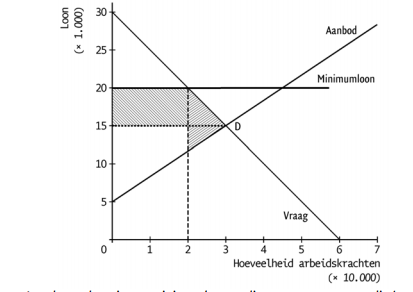 Loon
(× 1.000)
30
25
20
15
10
5
0
1
2
3
4
5
6
7
Aanbod
Minimumloon
D
Vraag
Hoeveelheid arbeidskrachten
(× 10.000)